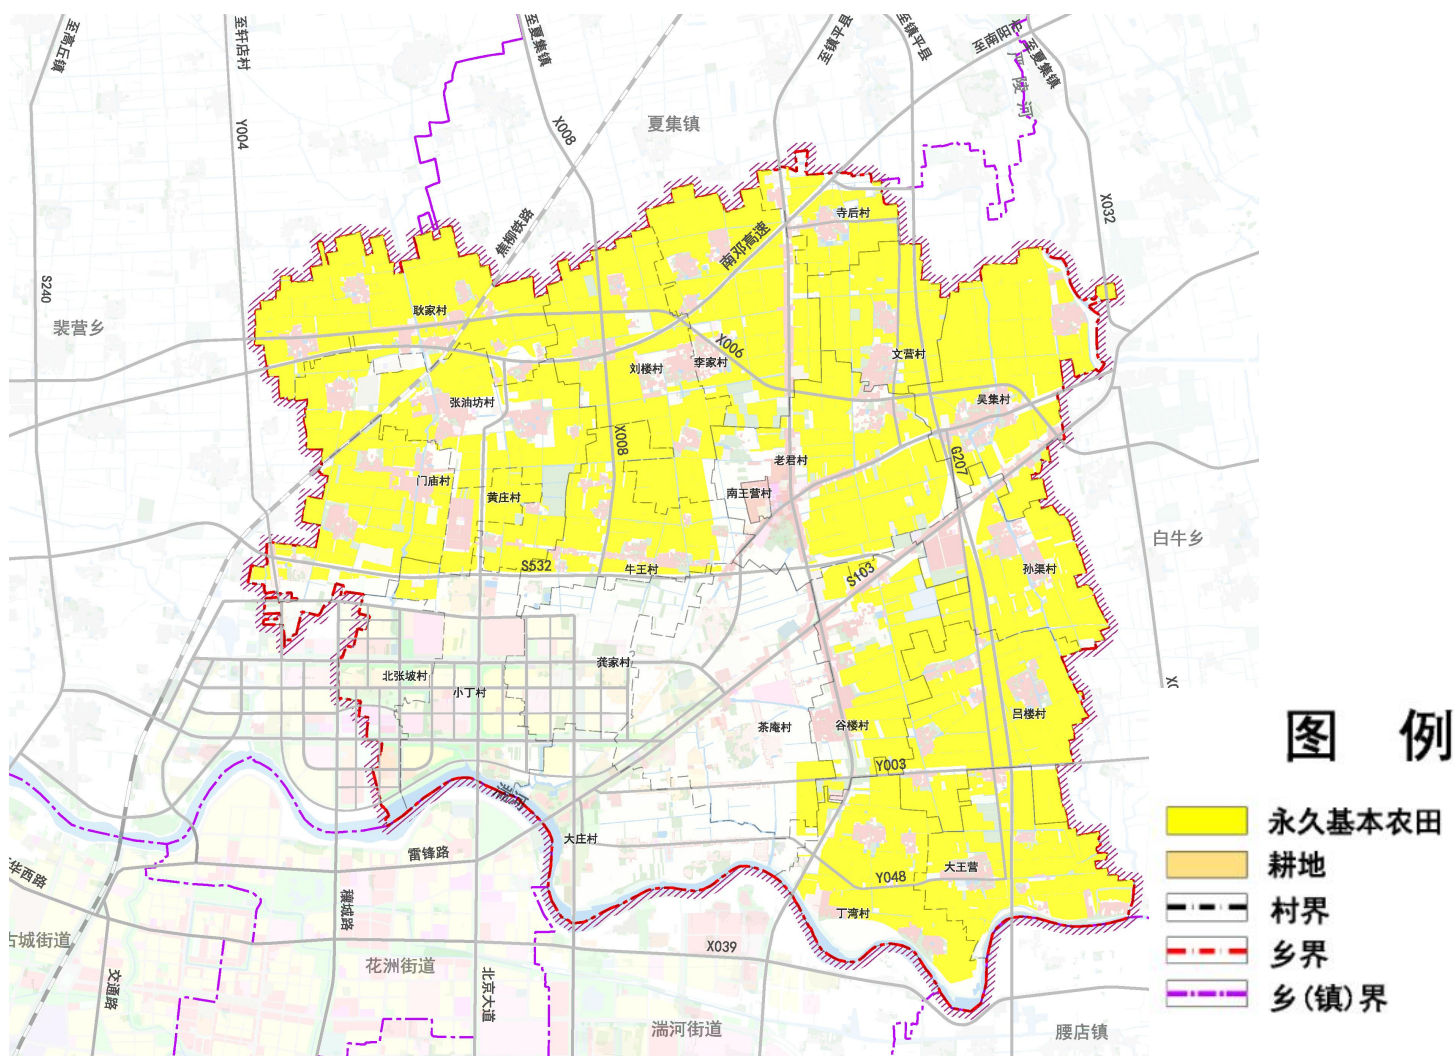 至高丘镇
至轩店村
至夏集镇
至镇平县
至镇平县
至南阳市
至夏集镇
严陵河
Y004
X008
夏集镇
X032
寺后村
焦柳铁路
南邓高速
S240
裴营乡
耿家村
X006
刘楼村
李家村
文营村
张油坊村
吴集村
X008
G207
老君村
门庙村
黄庄村
南王营村
白牛乡
S532
牛王村
S103
孙渠村
龚家村
北张坡村
小丁村
吕楼村
茶庵村
谷楼村
Y003
湍河
大庄村
雷锋路
华西路
Y048
大王营
丁湾村
穰城路
古城街道
花洲街道
X039
交通路
北京大道
湍河街道
腰店镇
图 例
永久基本农田
耕地
村界
乡界
乡(镇)界